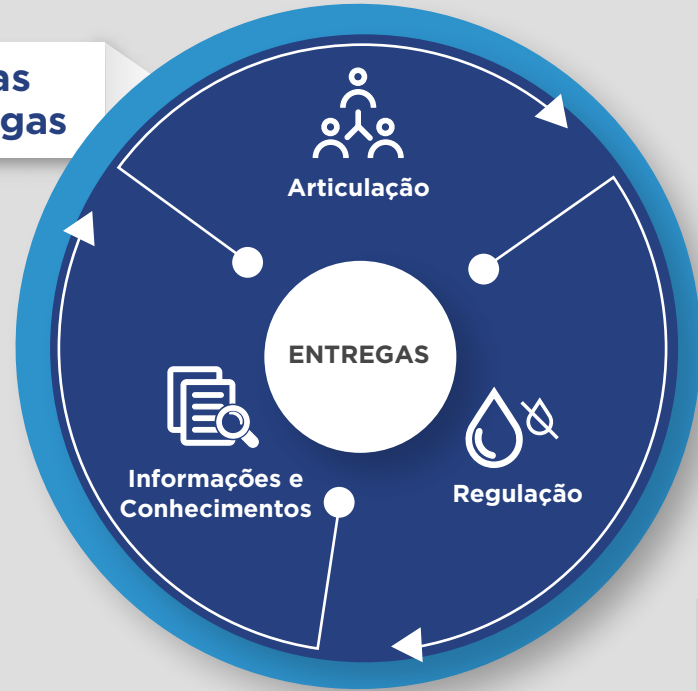 as
gas
Articulação
ENTREGAS
Informações e
Conhecimentos
Regulação